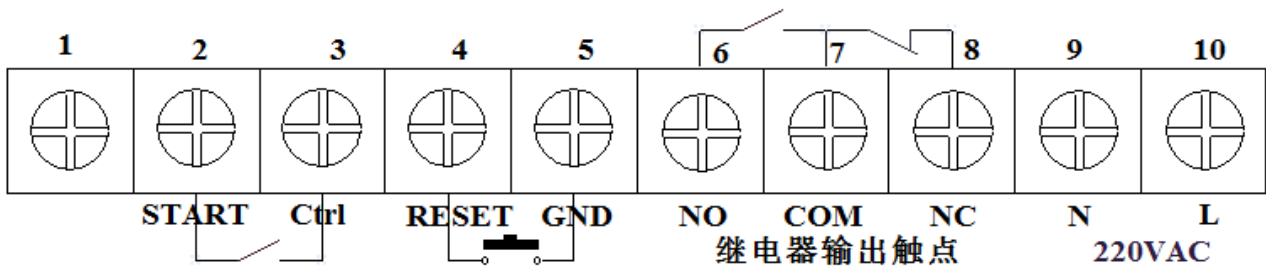 1 2 3 4 5 6 7 8 9 10
START Ctrl RESET GND NO COM NC N L
继电器输出触点 220VAC